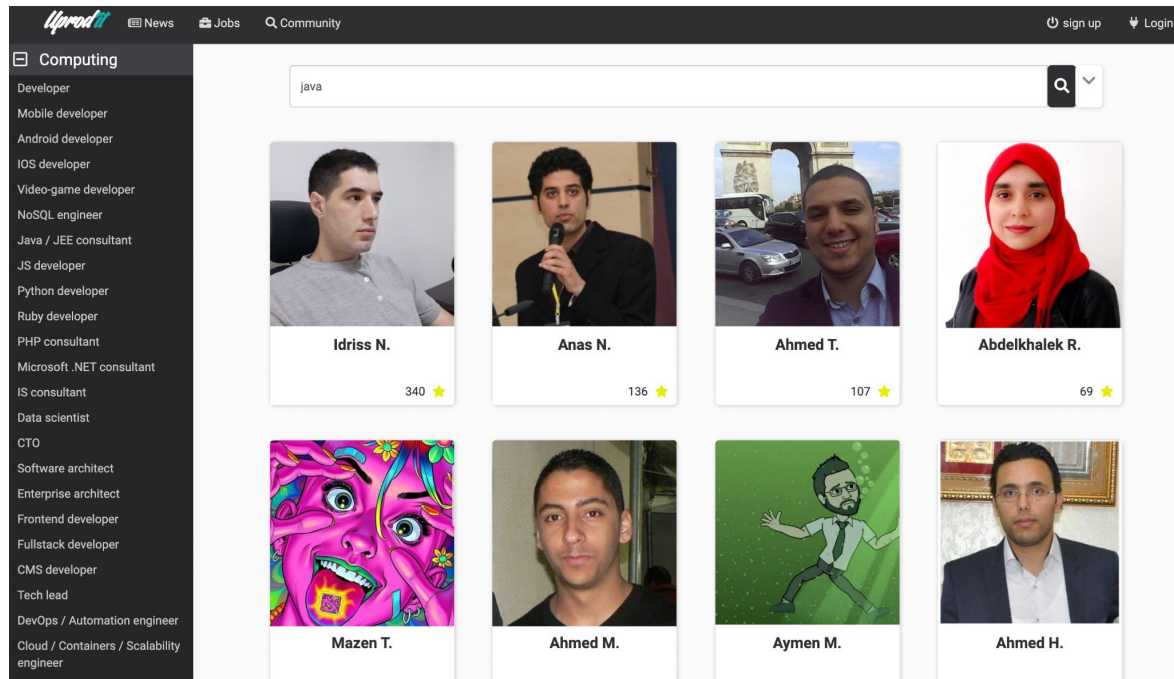 Uprodit
News
Jobs
Community
sign up
Login
Computing
Developer
Mobile developer
Android developer
IOS developer
Video-game developer
NoSQL engineer
Java / JEE consultant
JS developer
Python developer
Ruby developer
PHP consultant
Microsoft .NET consultant
IS consultant
Data scientist
CTO
Software architect
Enterprise architect
Frontend developer
Fullstack developer
CMS developer
Tech lead
DevOps / Automation engineer
Cloud / Containers / Scalability
engineer
java
Idriss N.
340
Anas N.
136
Ahmed T.
107
Abdelkhalek R.
69
Mazen T.
Ahmed M.
Aymen M.
Ahmed H.